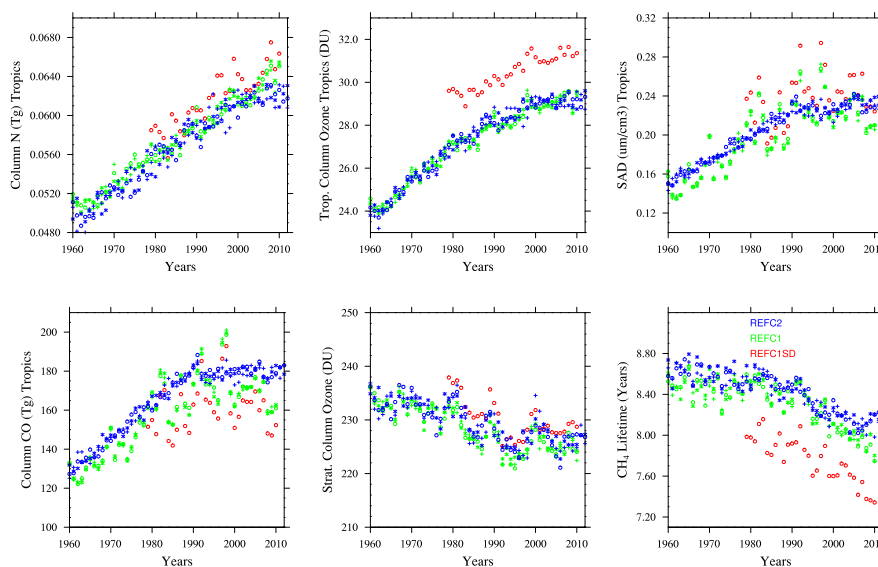 Column N (Tg) Tropics
0.0680
0.0640
0.0600
0.0560
0.0520
0.0480
1960 1970 1980 1990 2000 2010
Years
Trop. Column Ozone Tropics (DU)
32.0
30.0
28.0
26.0
24.0
1960 1970 1980 1990 2000 2010
Years
SAD (um/cm3) Tropics
0.32
0.28
0.24
0.20
0.16
0.12
1960 1970 1980 1990 2000 2010
Years
Column CO (Tg) Tropics
200
180
160
140
120
100
1960 1970 1980 1990 2000 2010
Years
Strat. Column Ozone (DU)
250
240
230
220
210
1960 1970 1980 1990 2000 2010
Years
CH4 Lifetime (Years)
8.80
8.40
8.00
7.60
7.20
REFC2
REFC1
REFC1SD
1960 1970 1980 1990 2000 2010
Years